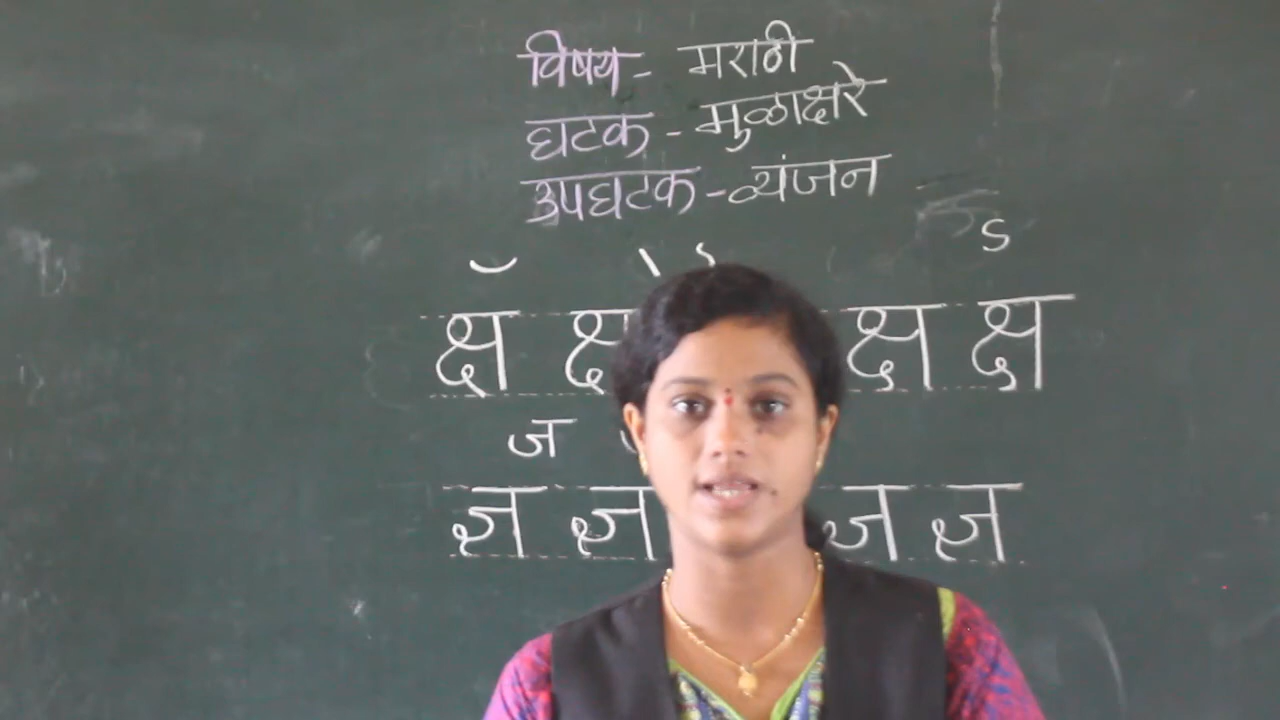 विषय - मराठी
घटक - मुळाक्षरे
उपघटक - व्यंजन
क्ष क्ष क्ष क्ष
ज
ज्ञ ज्ञ ज्ञ ज्ञ